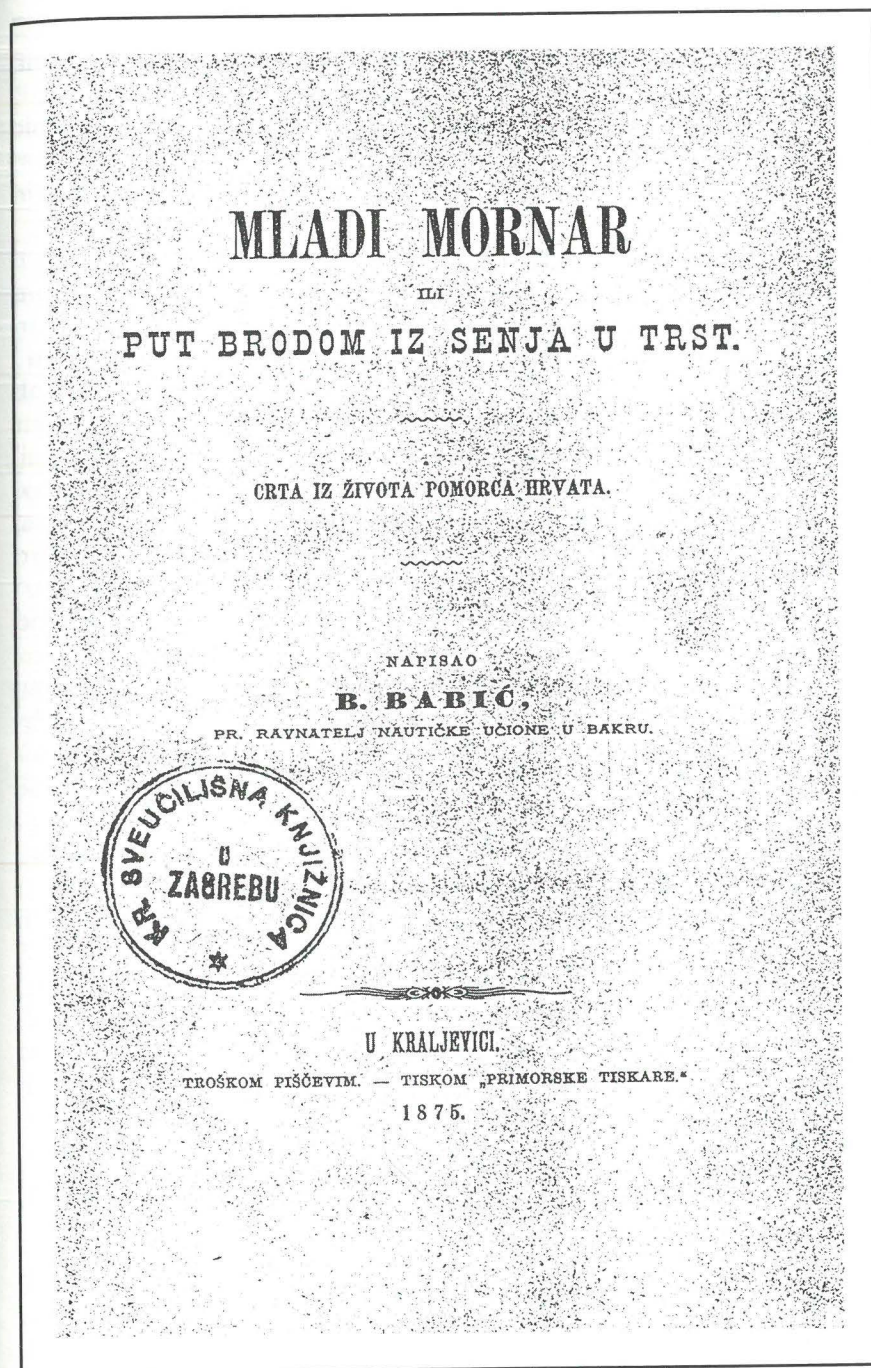 MLADI MORNAR
ILI
PUT BRODOM IZ SENJA U TRST.
CRTA IZ ŽIVOTA POMORCA HRVATA.
NAPISAO
B. BABIĆ,
PR. RAVNATELJ NAUTIČKE UČIONE U BAKRU.
K.R. SVEUČILIŠNA KNJIŽNICA
U
ZAGREBU
U KRALJEVICI.
TROŠKOM PIŠČEVIM. — TISKOM „PRIMORSKE TISKARE.“
1875.